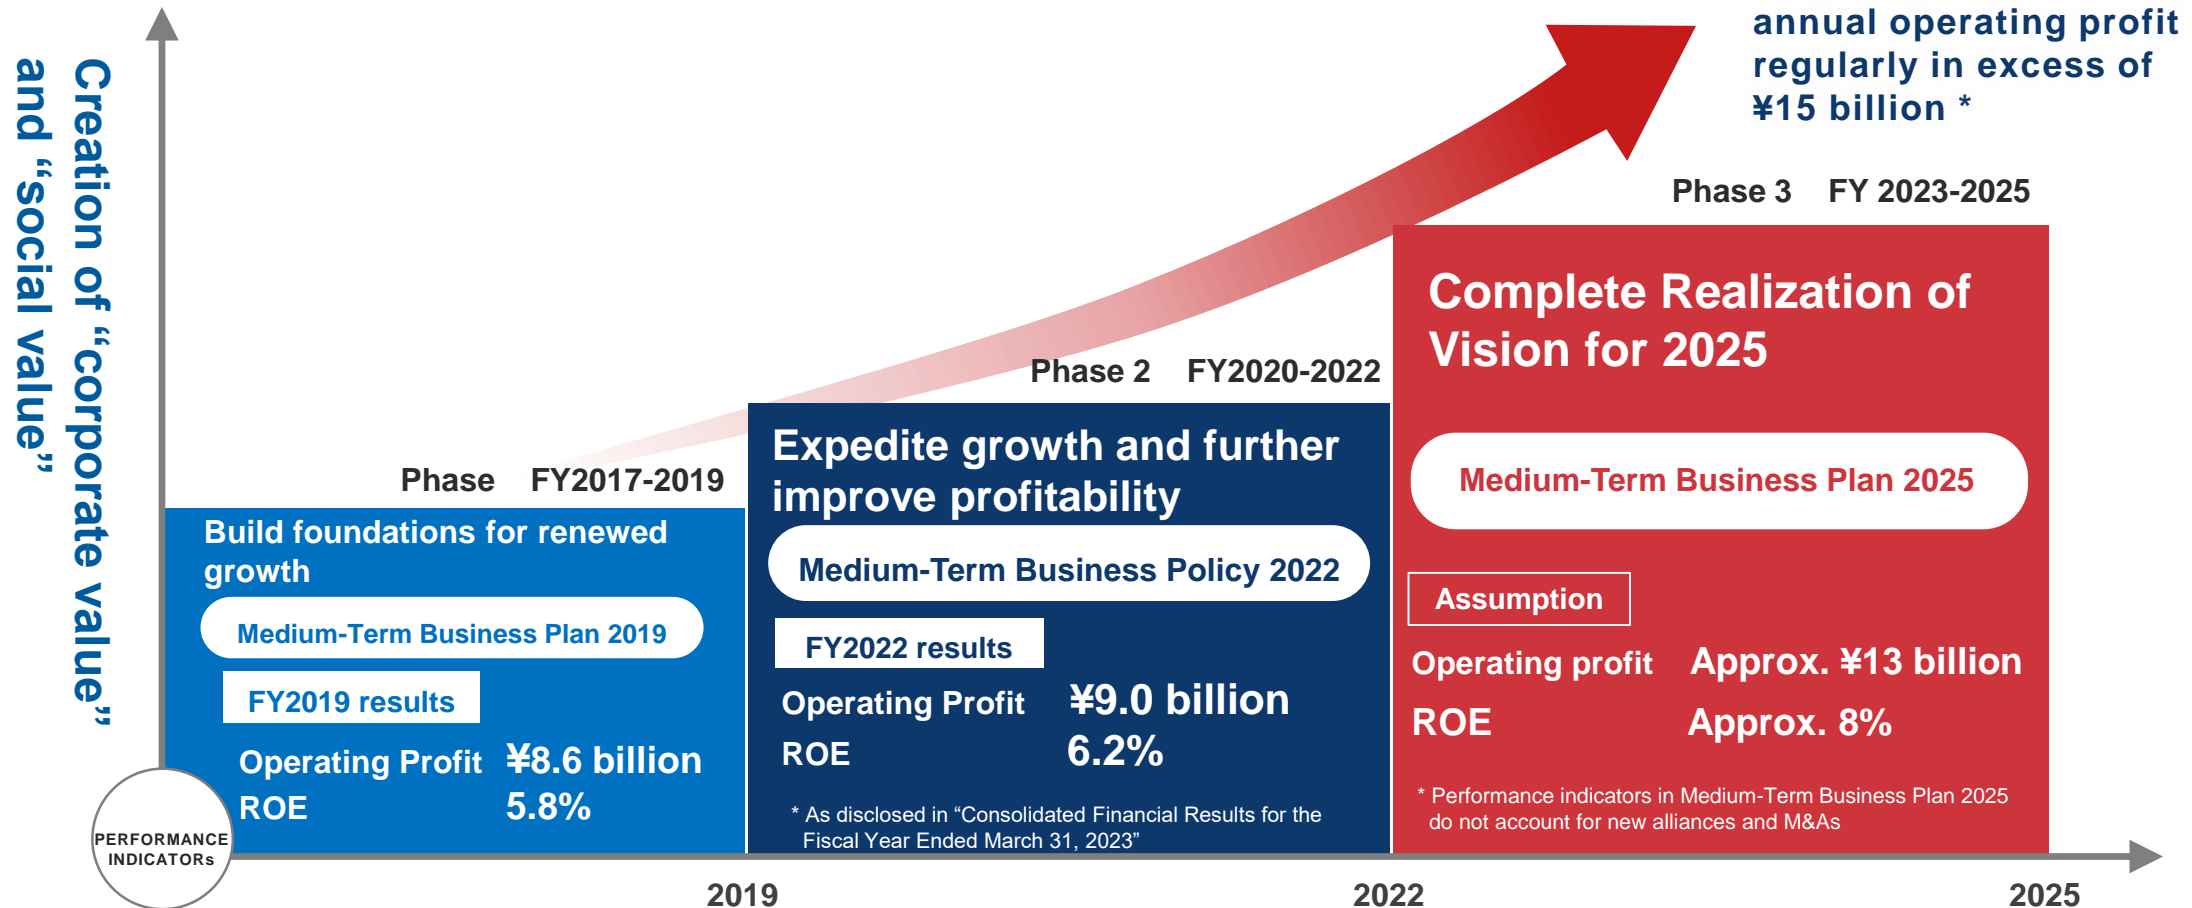 Creation of “corporate value”
and “social value”
annual operating profit
regularly in excess of
¥15 billion *
Phase 3 FY 2023-2025
Complete Realization of
Vision for 2025
Medium-Term Business Plan 2025
Assumption
Operating profit Approx. ¥13 billion
ROE Approx. 8%
* Performance indicators in Medium-Term Business Plan 2025
do not account for new alliances and M&As
Phase 2 FY2020-2022
Expedite growth and further
improve profitability
Medium-Term Business Policy 2022
FY2022 results
Operating Profit ¥9.0 billion
ROE 6.2%
* As disclosed in “Consolidated Financial Results for the
Fiscal Year Ended March 31, 2023”
Phase FY2017-2019
Build foundations for renewed
growth
Medium-Term Business Plan 2019
FY2019 results
Operating Profit ¥8.6 billion
ROE 5.8%
PERFORMANCE
INDICATORs
2019
2022
2025